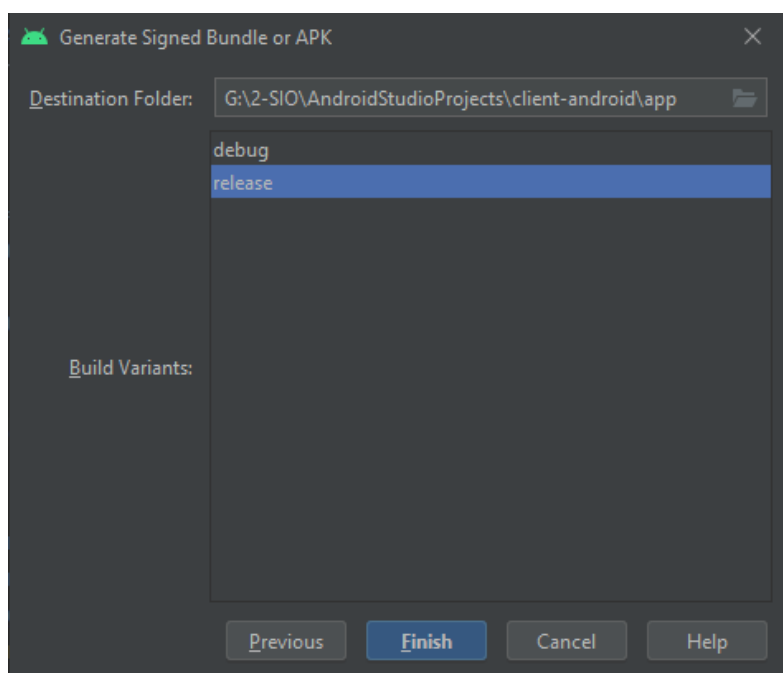 Generate Signed Bundle or APK
Destination Folder: G:\2-SIO\AndroidStudioProjects\client-android\app
debug
release
Build Variants:
Previous Finish Cancel Help